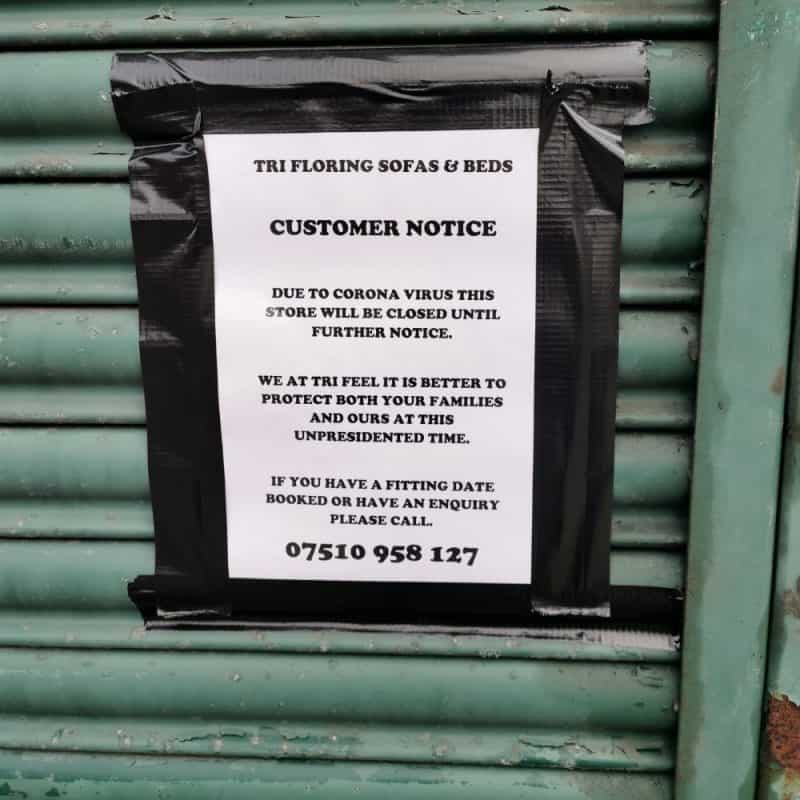 TRI FLORING SOFAS & BEDS
CUSTOMER NOTICE
DUE TO CORONA VIRUS THIS
STORE WILL BE CLOSED UNTIL
FURTHER NOTICE.
WE AT TRI FEEL IT IS BETTER TO
PROTECT BOTH YOUR FAMILIES
AND OURS AT THIS
UNPRESIDENTED TIME.
IF YOU HAVE A FITTING DATE
BOOKED OR HAVE AN ENQUIRY
PLEASE CALL.
07510 958 127